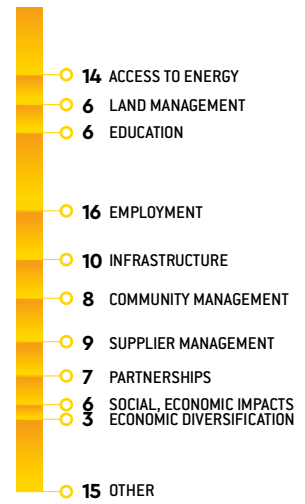 14 ACCESS TO ENERGY
6 LAND MANAGEMENT
6 EDUCATION
16 EMPLOYMENT
10 INFRASTRUCTURE
8 COMMUNITY MANAGEMENT
9 SUPPLIER MANAGEMENT
7 PARTNERSHIPS
6 SOCIAL, ECONOMIC IMPACTS
3 ECONOMIC DIVERSIFICATION
15 OTHER